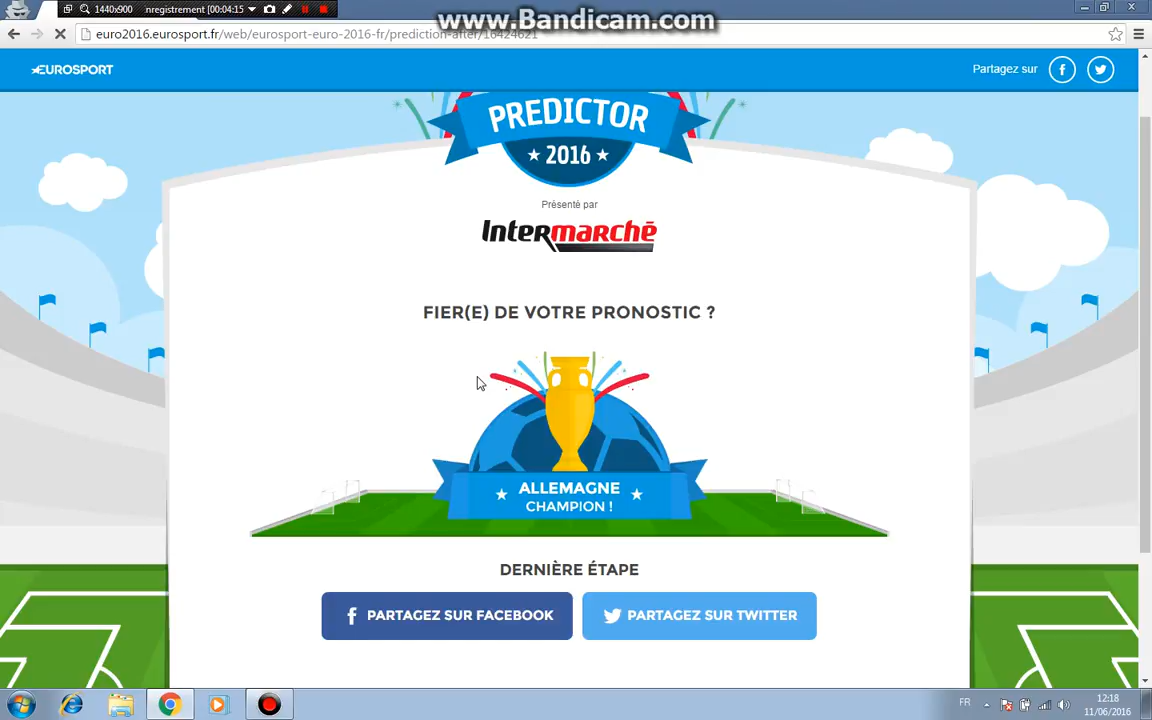 1440x900 nregistrement [00:04:15]
www.Bandicam.com
euro2016.eurosport.fr/web/eurosport-euro-2016-fr/prediction-after/16424621
EUROSPORT
Partagez sur
PREDICTOR
2016
Présenté par
Intermarchē
FIER(E) DE VOTRE PRONOSTIC ?
ALLEMAGNE
CHAMPION !
DERNIÈRE ÉTAPE
PARTAGEZ SUR FACEBOOK
PARTAGEZ SUR TWITTER
FR
12:18
11/06/2016